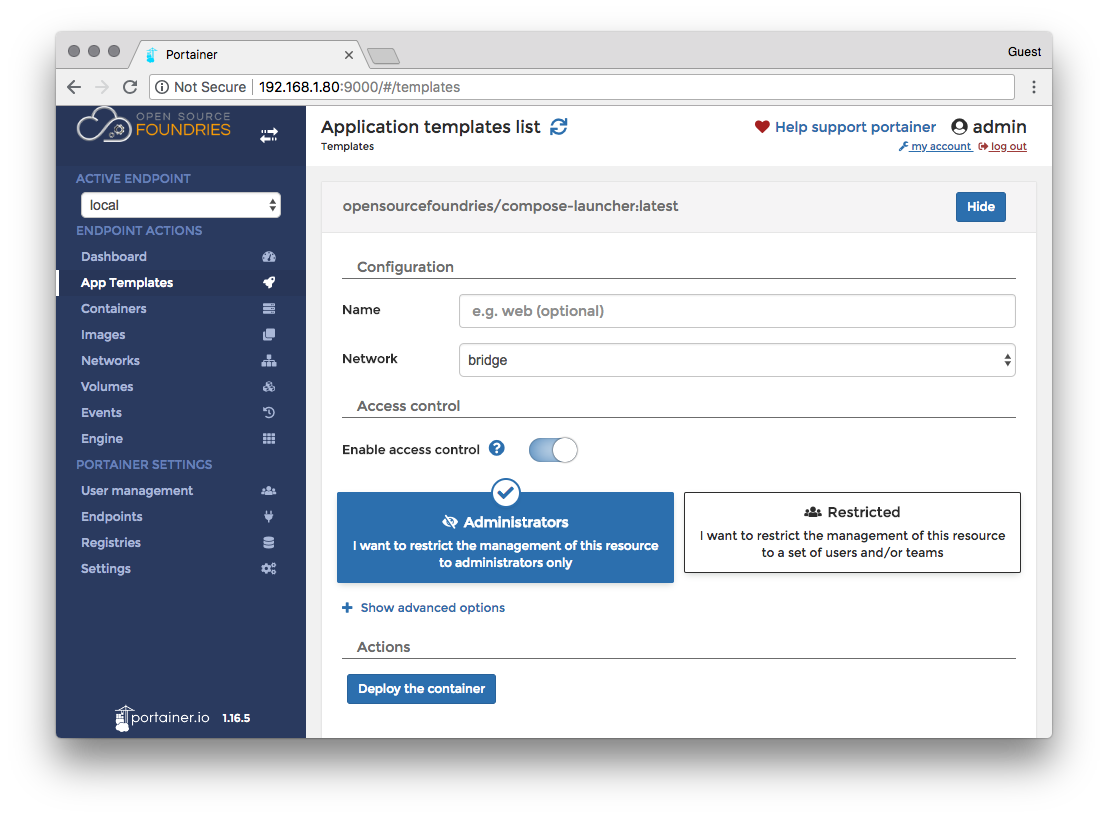 Portainer
Guest
Not Secure
192.168.1.80:9000/#/templates
OPEN SOURCE
FOUNDRIES
ACTIVE ENDPOINT
local
ENDPOINT ACTIONS
Dashboard
App Templates
Containers
Images
Networks
Volumes
Events
Engine
PORTAINER SETTINGS
User management
Endpoints
Registries
Settings
portainer.io 1.16.5
Application templates list
Templates
Help support portainer
admin
my account
log out
opensourcefoundries/compose-launcher:latest
Hide
Configuration
Name
e.g. web (optional)
Network
bridge
Access control
Enable access control ?
Administrators
I want to restrict the management of this resource
to administrators only
Restricted
I want to restrict the management of this resource
to a set of users and/or teams
Show advanced options
Actions
Deploy the container